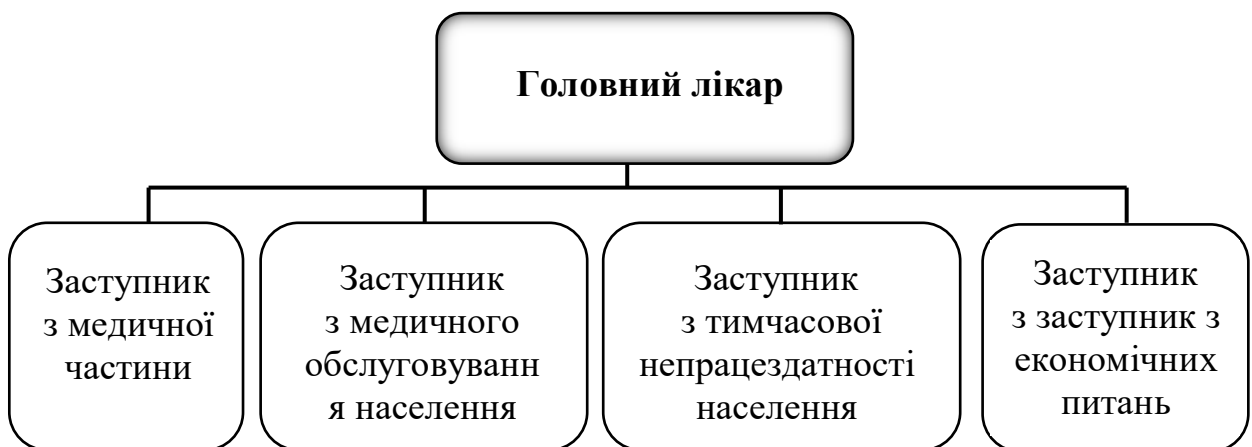 Головний лікар
Заступник
з медичної
частини
Заступник
з медичного
обслуговуванн
я населення
Заступник
з тимчасової
непрацездатності
населення
Заступник
з заступник з
економічних
питань